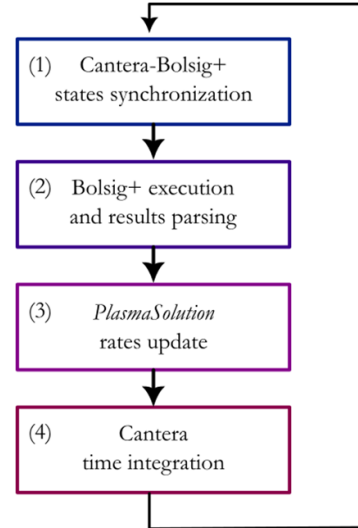 (1) Cantera-Bolsig+
states synchronization
(2) Bolsig+ execution
and results parsing
(3) PlasmaSolution
rates update
(4) Cantera
time integration